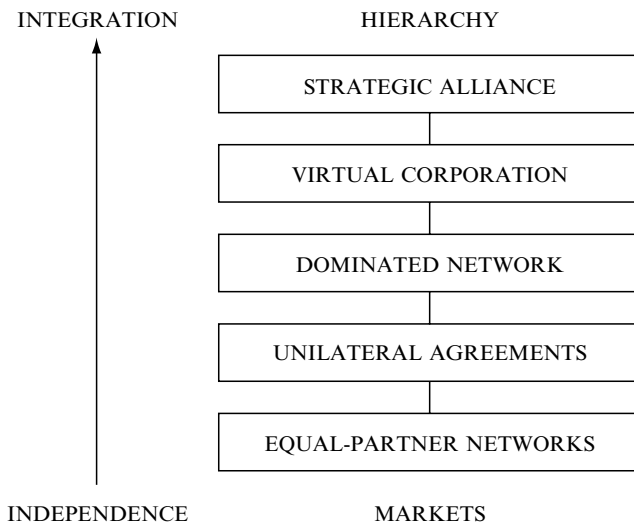 INTEGRATION
HIERARCHY
STRATEGIC ALLIANCE
VIRTUAL CORPORATION
DOMINATED NETWORK
UNILATERAL AGREEMENTS
EQUAL-PARTNER NETWORKS
INDEPENDENCE
MARKETS